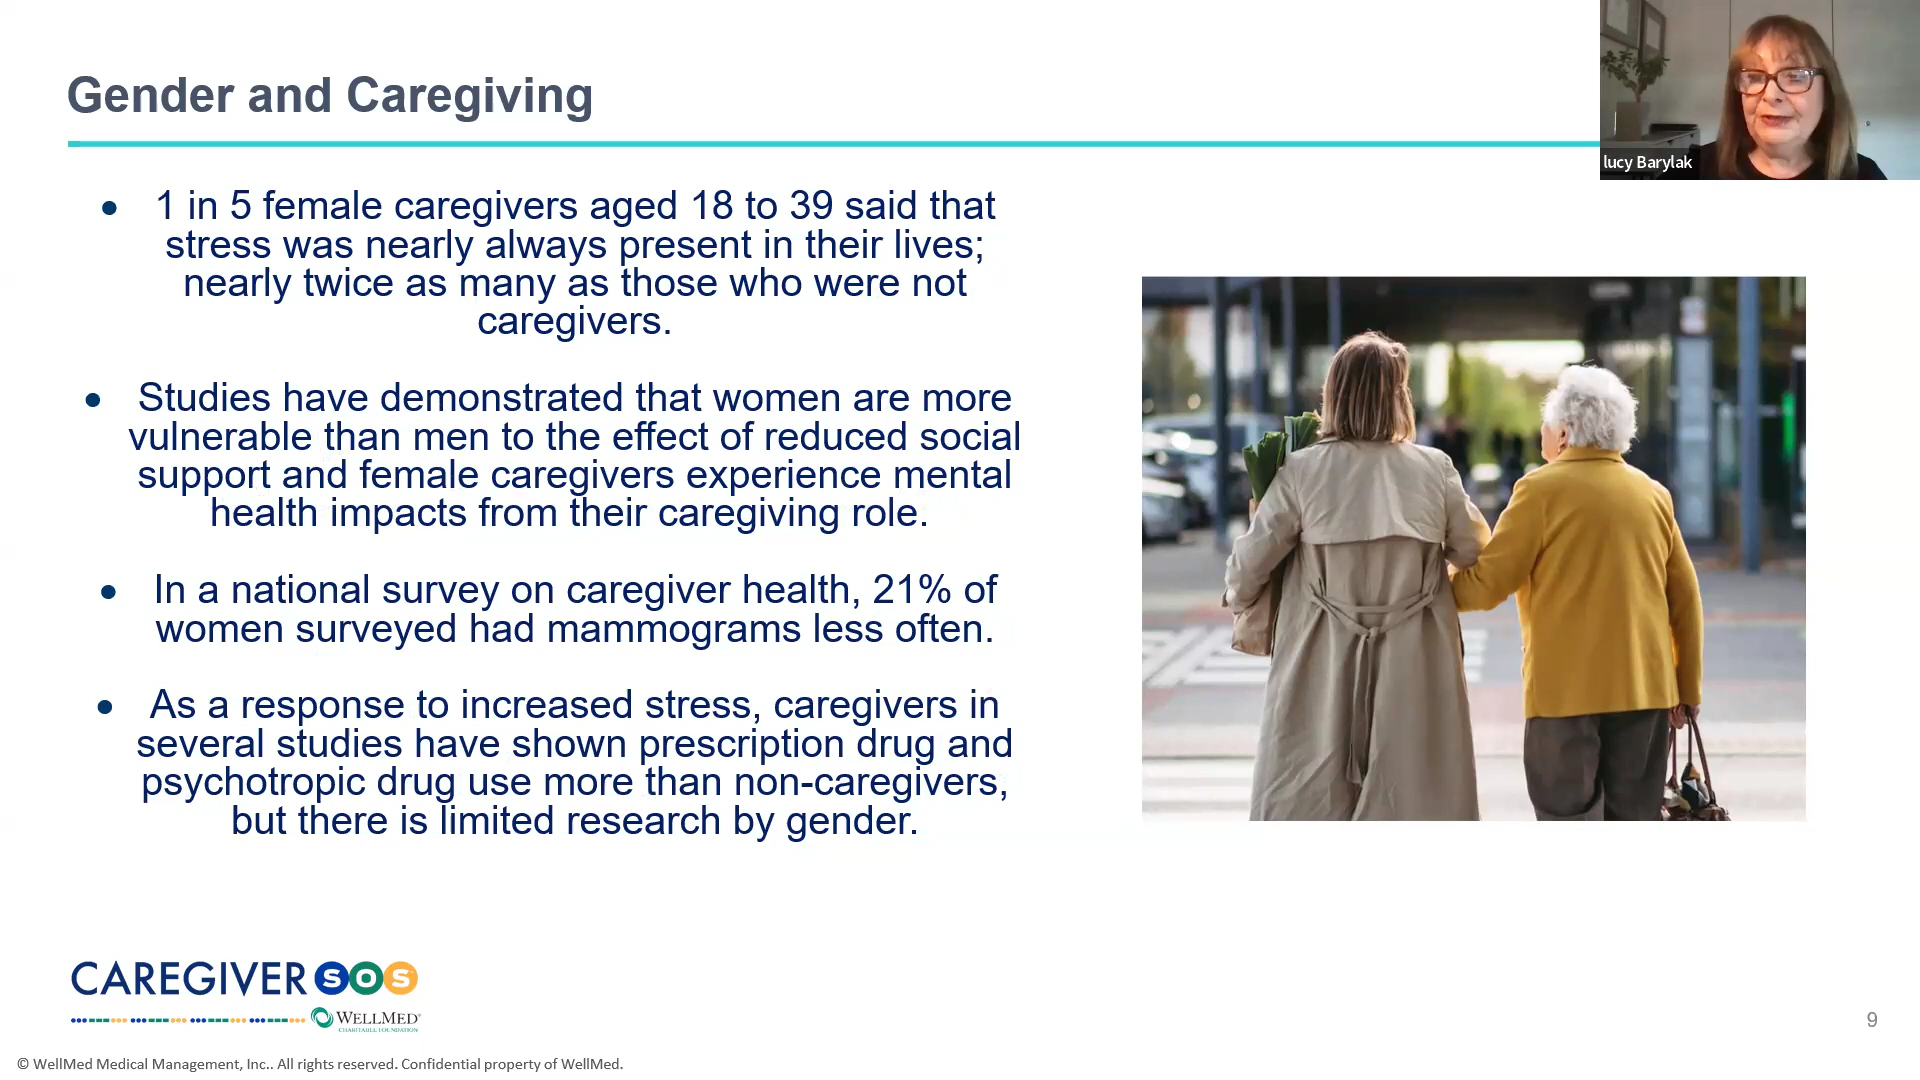 Gender and Caregiving
lucy Barylak
• 1 in 5 female caregivers aged 18 to 39 said that
stress was nearly always present in their lives;
nearly twice as many as those who were not
caregivers.
• Studies have demonstrated that women are more
vulnerable than men to the effect of reduced social
support and female caregivers experience mental
health impacts from their caregiving role.
• In a national survey on caregiver health, 21% of
women surveyed had mammograms less often.
• As a response to increased stress, caregivers in
several studies have shown prescription drug and
psychotropic drug use more than non-caregivers,
but there is limited research by gender.
CAREGIVER SOS
WELLMED®
CHARITABLE FOUNDATION
9
© WellMed Medical Management, Inc.. All rights reserved. Confidential property of WellMed.